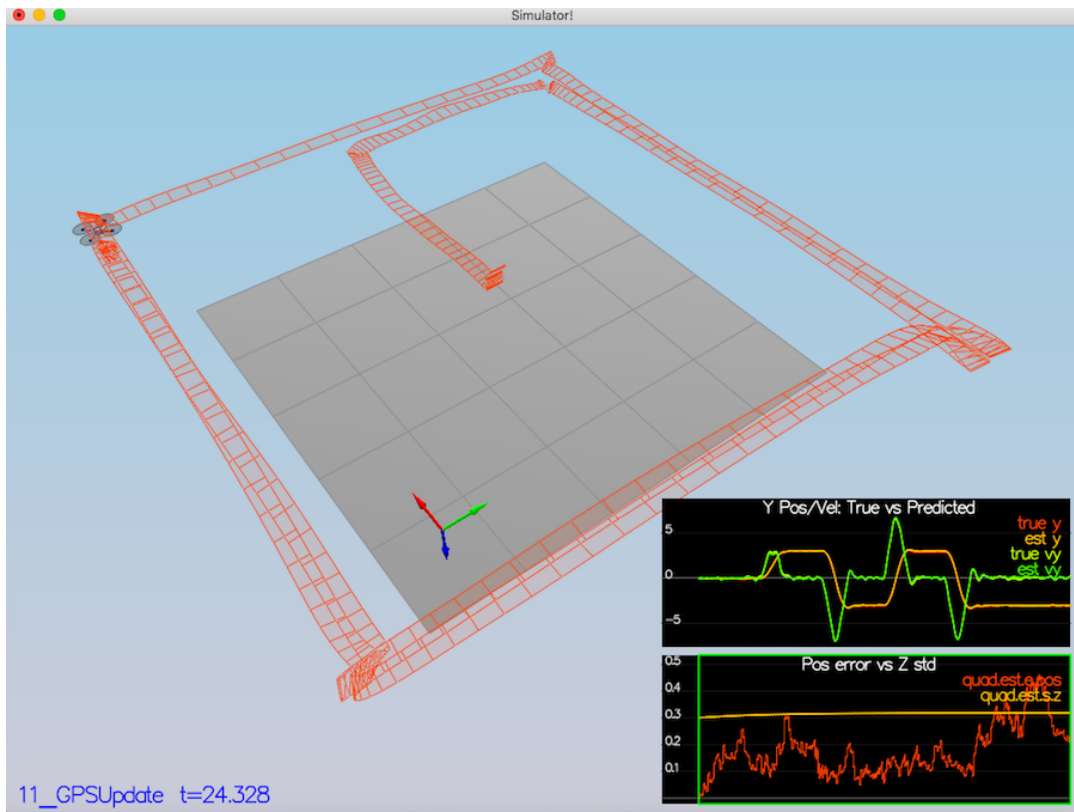 Simulator!
Y Pos/Vel: True vs Predicted
5
0
-5
true y
est y
true vy
est vy
Pos error vs Z std
0.5
0.4
0.3
0.2
0.1
quad.est.e.pos
quad.est.s.z
11_GPSUpdate t=24.328